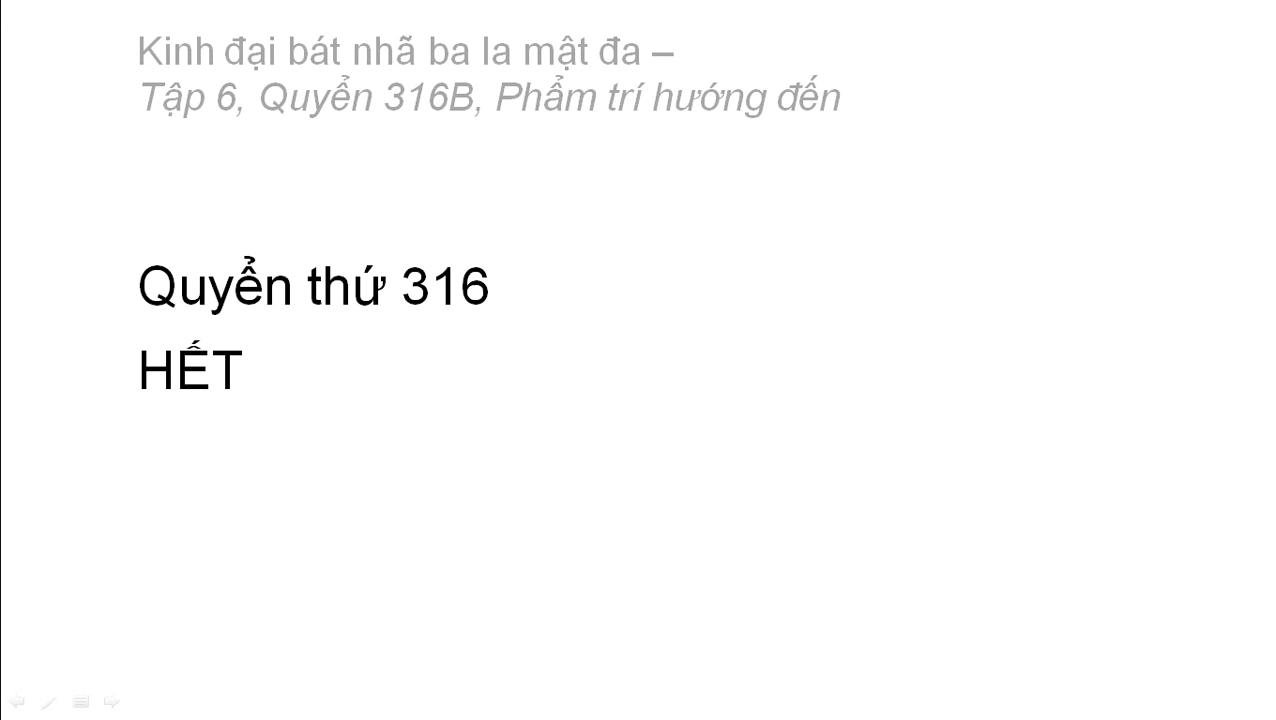 Kinh đại bát nhã ba la mật đa –
Tập 6, Quyển 316B, Phẩm trí hướng đến
Quyển thứ 316
HẾT